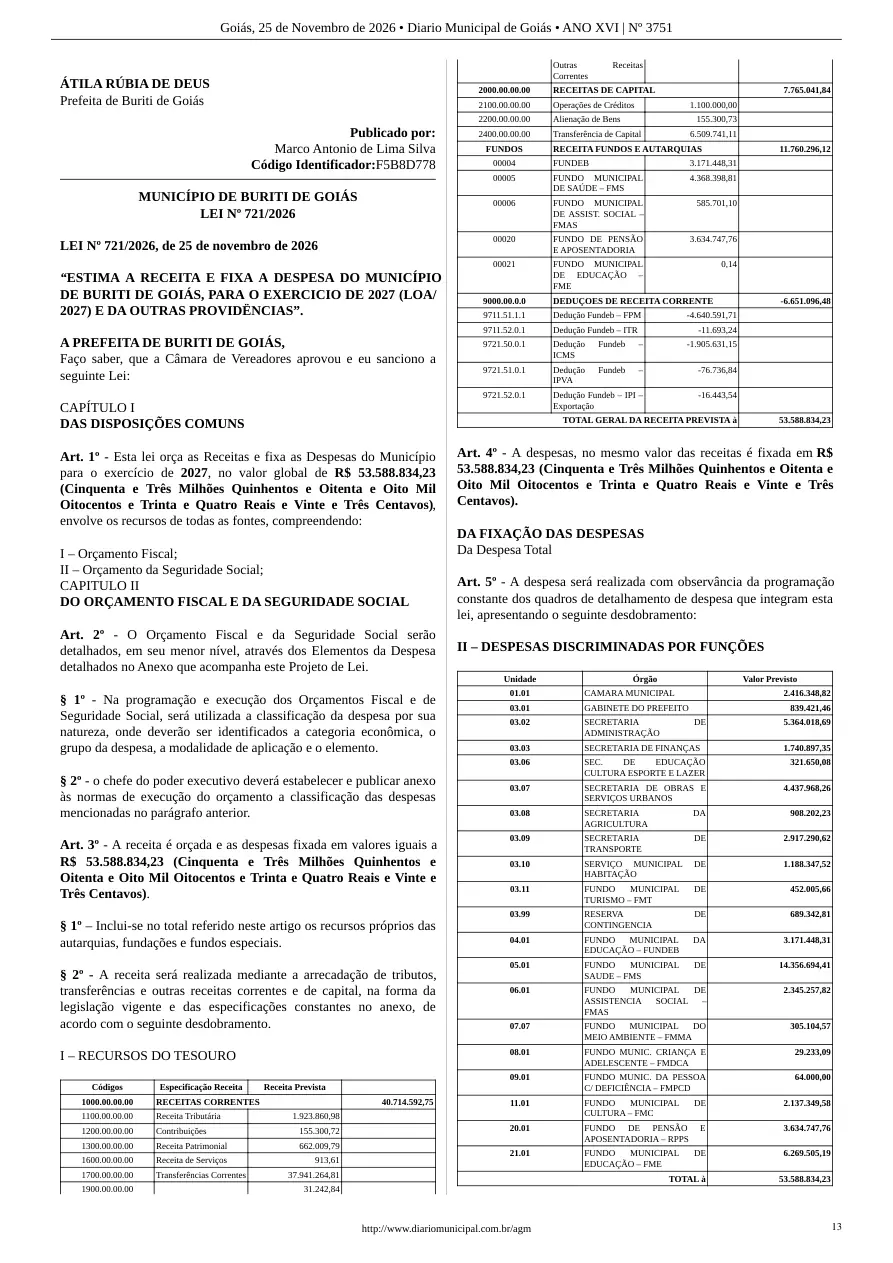 Goiás, 25 de Novembro de 2026 • Diario Municipal de Goiás • ANO XVI | Nº 3751
ÁTILA RÚBIA DE DEUS
Prefeita de Buriti de Goiás
Publicado por:
Marco Antonio de Lima Silva
Código Identificador:F5B8D778
MUNICÍPIO DE BURITI DE GOIÁS
LEI Nº 721/2026
LEI Nº 721/2026, de 25 de novembro de 2026
“ESTIMA A RECEITA E FIXA A DESPESA DO MUNICÍPIO
DE BURITI DE GOIÁS, PARA O EXERCICIO DE 2027 (LOA/
2027) E DA OUTRAS PROVIDÊNCIAS”.
A PREFEITA DE BURITI DE GOIÁS,
Faço saber, que a Câmara de Vereadores aprovou e eu sanciono a
seguinte Lei:
CAPÍTULO I
DAS DISPOSIÇÕES COMUNS
Art. 1º - Esta lei orça as Receitas e fixa as Despesas do Município
para o exercício de 2027, no valor global de R$ 53.588.834,23
(Cinquenta e Três Milhões Quinhentos e Oitenta e Oito Mil
Oitocentos e Trinta e Quatro Reais e Vinte e Três Centavos),
envolve os recursos de todas as fontes, compreendendo:
I – Orçamento Fiscal;
II – Orçamento da Seguridade Social;
CAPITULO II
DO ORÇAMENTO FISCAL E DA SEGURIDADE SOCIAL
Art. 2º - O Orçamento Fiscal e da Seguridade Social serão
detalhados, em seu menor nível, através dos Elementos da Despesa
detalhados no Anexo que acompanha este Projeto de Lei.
§ 1º - Na programação e execução dos Orçamentos Fiscal e de
Seguridade Social, será utilizada a classificação da despesa por sua
natureza, onde deverão ser identificados a categoria econômica, o
grupo da despesa, a modalidade de aplicação e o elemento.
§ 2º - o chefe do poder executivo deverá estabelecer e publicar anexo
às normas de execução do orçamento a classificação das despesas
mencionadas no parágrafo anterior.
Art. 3º - A receita é orçada e as despesas fixada em valores iguais a
R$ 53.588.834,23 (Cinquenta e Três Milhões Quinhentos e
Oitenta e Oito Mil Oitocentos e Trinta e Quatro Reais e Vinte e
Três Centavos).
§ 1º – Inclui-se no total referido neste artigo os recursos próprios das
autarquias, fundações e fundos especiais.
§ 2º - A receita será realizada mediante a arrecadação de tributos,
transferências e outras receitas correntes e de capital, na forma da
legislação vigente e das especificações constantes no anexo, de
acordo com o seguinte desdobramento.
I – RECURSOS DO TESOURO
Códigos Especificação Receita Receita Prevista
1000.00.00.00 RECEITAS CORRENTES 40.714.592,75
1100.00.00.00 Receita Tributária 1.923.860,98
1200.00.00.00 Contribuições 155.300,72
1300.00.00.00 Receita Patrimonial 662.009,79
1600.00.00.00 Receita de Serviços 913,61
1700.00.00.00 Transferências Correntes 37.941.264,81
1900.00.00.00 31.242,84
Outras Receitas
Correntes
2000.00.00.00 RECEITAS DE CAPITAL 7.765.041,84
2100.00.00.00 Operações de Créditos 1.100.000,00
2200.00.00.00 Alienação de Bens 155.300,73
2400.00.00.00 Transferência de Capital 6.509.741,11
FUNDOS RECEITA FUNDOS E AUTARQUIAS 11.760.296,12
00004 FUNDEB 3.171.448,31
00005 FUNDO MUNICIPAL 4.368.398,81
DE SAÚDE – FMS
00006 FUNDO MUNICIPAL 585.701,10
DE ASSIST. SOCIAL –
FMAS
00020 FUNDO DE PENSÃO 3.634.747,76
E APOSENTADORIA
00021 FUNDO MUNICIPAL 0,14
DE EDUCAÇÃO –
FME
9000.00.0.0 DEDUÇOES DE RECEITA CORRENTE -6.651.096,48
9711.51.1.1 Dedução Fundeb – FPM -4.640.591,71
9711.52.0.1 Dedução Fundeb – ITR -11.693,24
9721.50.0.1 Dedução Fundeb – -1.905.631,15
ICMS
9721.51.0.1 Dedução Fundeb – -76.736,84
IPVA
9721.52.0.1 Dedução Fundeb – IPI – -16.443,54
Exportação
TOTAL GERAL DA RECEITA PREVISTA à 53.588.834,23
Art. 4º - A despesas, no mesmo valor das receitas é fixada em R$
53.588.834,23 (Cinquenta e Três Milhões Quinhentos e Oitenta e
Oito Mil Oitocentos e Trinta e Quatro Reais e Vinte e Três
Centavos).
DA FIXAÇÃO DAS DESPESAS
Da Despesa Total
Art. 5º - A despesa será realizada com observância da programação
constante dos quadros de detalhamento de despesa que integram esta
lei, apresentando o seguinte desdobramento:
II – DESPESAS DISCRIMINADAS POR FUNÇÕES
Unidade Órgão Valor Previsto
01.01 CAMARA MUNICIPAL 2.416.348,82
03.01 GABINETE DO PREFEITO 839.421,46
03.02 SECRETARIA DE 5.364.018,69
ADMINISTRAÇÃO
03.03 SECRETARIA DE FINANÇAS 1.740.897,35
03.06 SEC. DE EDUCAÇÃO 321.650,08
CULTURA ESPORTE E LAZER
03.07 SECRETARIA DE OBRAS E 4.437.968,26
SERVIÇOS URBANOS
03.08 SECRETARIA DA 908.202,23
AGRICULTURA
03.09 SECRETARIA DE 2.917.290,62
TRANSPORTE
03.10 SERVIÇO MUNICIPAL DE 1.188.347,52
HABITAÇÃO
03.11 FUNDO MUNICIPAL DE 452.005,66
TURISMO – FMT
03.99 RESERVA DE 689.342,81
CONTINGENCIA
04.01 FUNDO MUNICIPAL DA 3.171.448,31
EDUCAÇÃO – FUNDEB
05.01 FUNDO MUNICIPAL DE 14.356.694,41
SAUDE – FMS
06.01 FUNDO MUNICIPAL DE 2.345.257,82
ASSISTENCIA SOCIAL –
FMAS
07.07 FUNDO MUNICIPAL DO 305.104,57
MEIO AMBIENTE – FMMA
08.01 FUNDO MUNIC. CRIANÇA E 29.233,09
ADELESCENTE – FMDCA
09.01 FUNDO MUNIC. DA PESSOA 64.000,00
C/ DEFICIÊNCIA – FMPCD
11.01 FUNDO MUNICIPAL DE 2.137.349,58
CULTURA – FMC
20.01 FUNDO DE PENSÃO E 3.634.747,76
APOSENTADORIA – RPPS
21.01 FUNDO MUNICIPAL DE 6.269.505,19
EDUCAÇÃO – FME
TOTAL à 53.588.834,23
http://www.diariomunicipal.com.br/agm
13